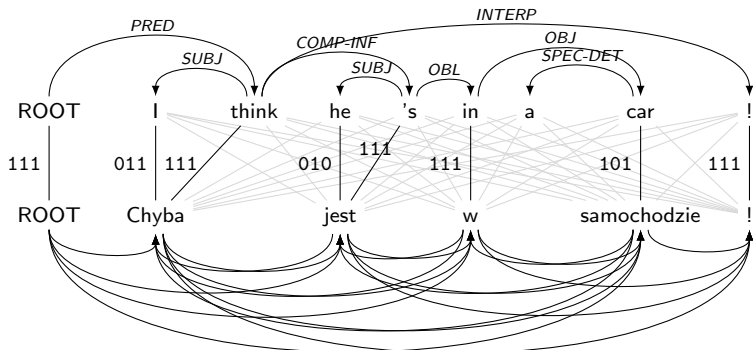 INTERP
PRED COMP-INF OBJ
SUBJ SUBJ OBL SPEC-DET
ROOT I think he 's in a car !
111 011 111 010 111 111 101 111
ROOT Chyba jest w samochodzie !